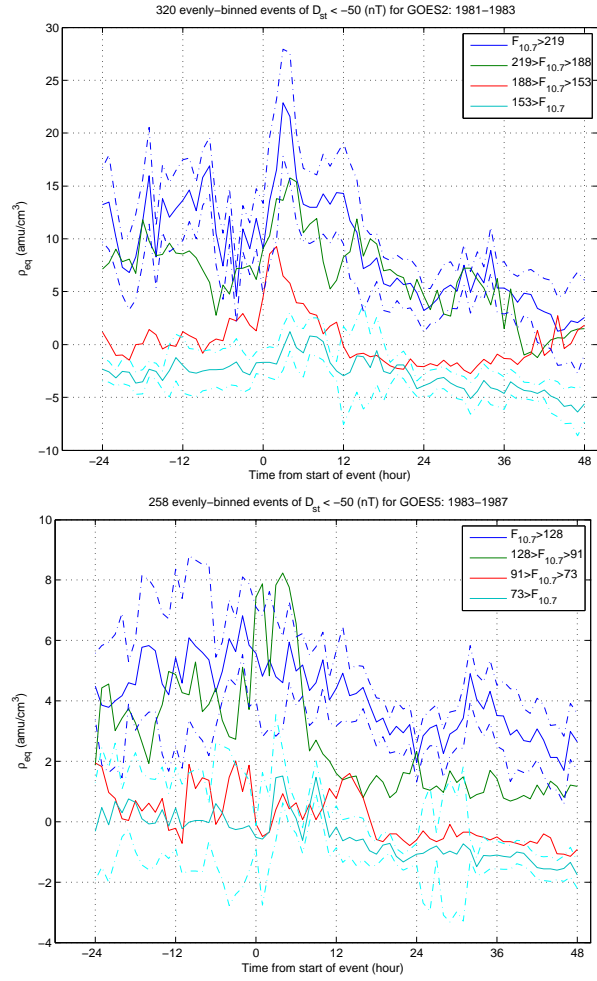 320 evenly-binned events of D_st < -50 (nT) for GOES2: 1981-1983
30
25
20
15
10
5
0
-5
-10
ρ_eq (amu/cm^3)
F_10.7>219
219>F_10.7>188
188>F_10.7>153
153>F_10.7
-24 -12 0 12 24 36 48
Time from start of event (hour)
258 evenly-binned events of D_st < -50 (nT) for GOES5: 1983-1987
10
8
6
4
2
0
-2
-4
ρ_eq (amu/cm^3)
F_10.7>128
128>F_10.7>91
91>F_10.7>73
73>F_10.7
-24 -12 0 12 24 36 48
Time from start of event (hour)